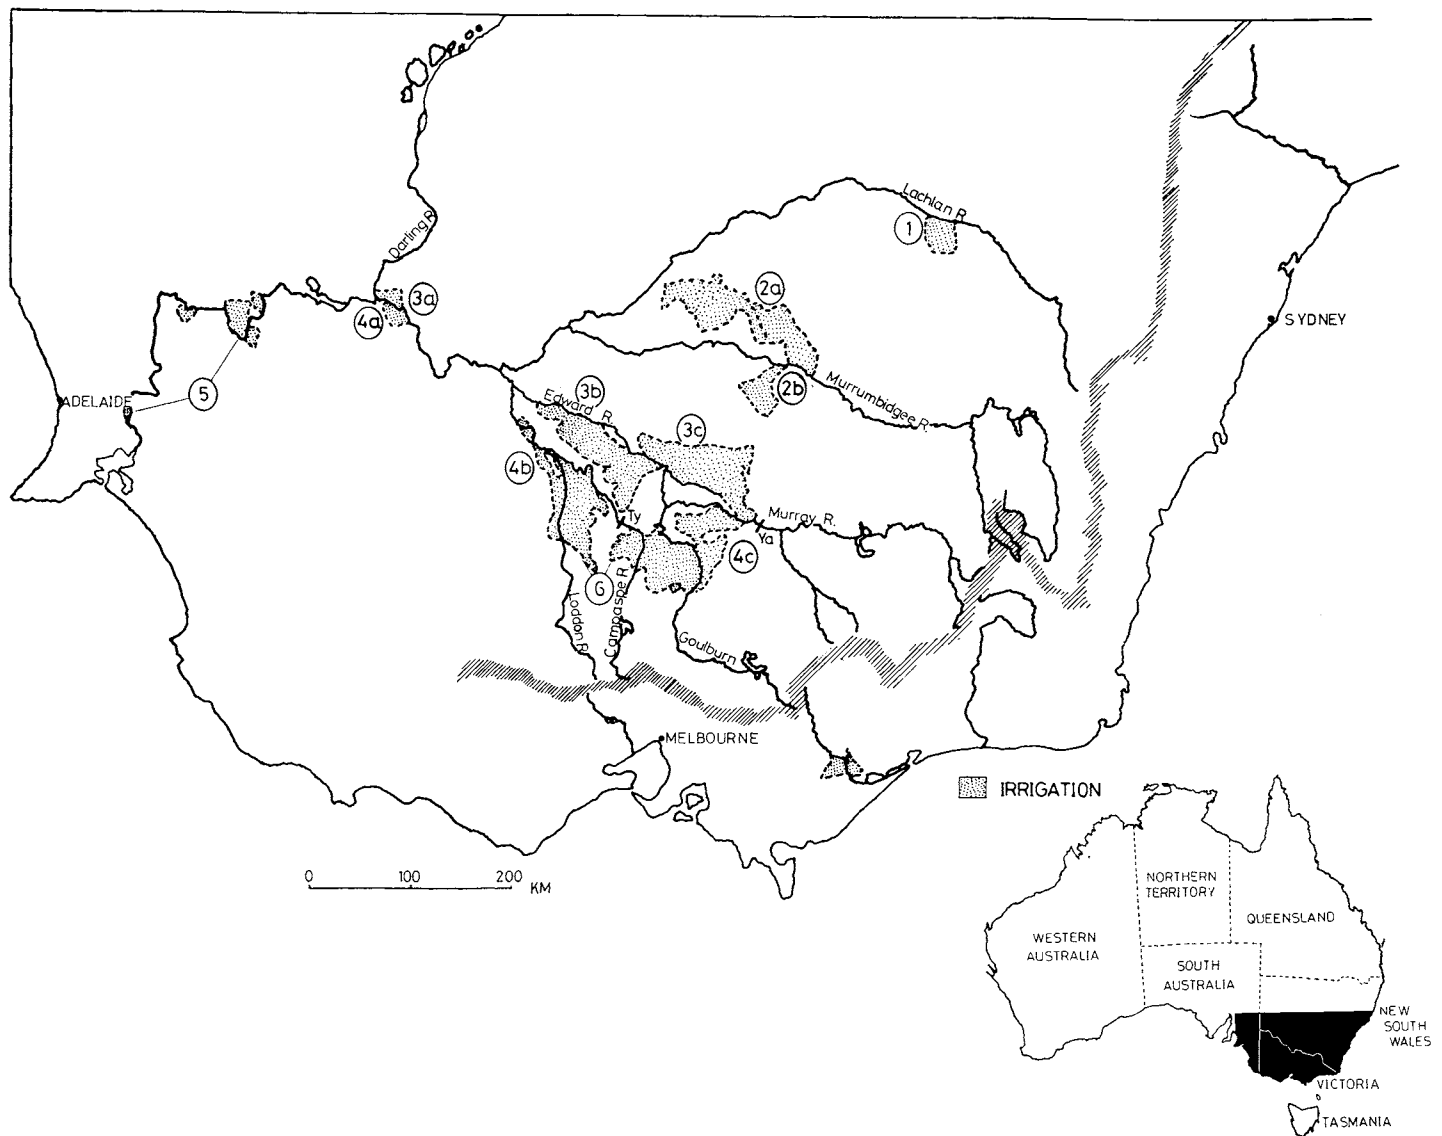 Lachlan R.
1
Darling R.
2a
3a
4a
SYDNEY
5
ADELAIDE
3b
Edward R.
2b
Murrumbidgee R.
3c
4b
Ty
Murray R.
Ya
4c
6
Loddon R.
Campaspe R.
Goulburn
MELBOURNE
IRRIGATION
0 100 200 KM
NORTHERN
TERRITORY
QUEENSLAND
WESTERN
AUSTRALIA
SOUTH
AUSTRALIA
NEW
SOUTH
WALES
VICTORIA
TASMANIA